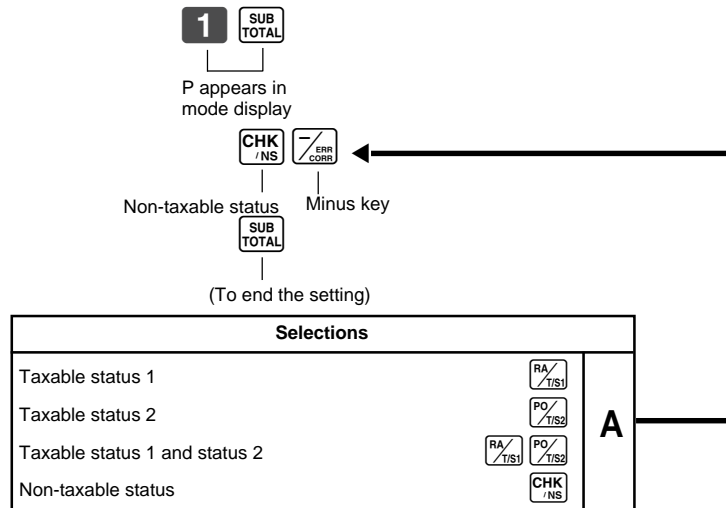 1 SUB TOTAL
P appears in
mode display
CHK /NS − ERR CORR
Non-taxable status Minus key
SUB TOTAL
(To end the setting)
Selections
Taxable status 1 RA T/S1
Taxable status 2 PO T/S2
A
Taxable status 1 and status 2 RA T/S1 PO T/S2
Non-taxable status CHK /NS